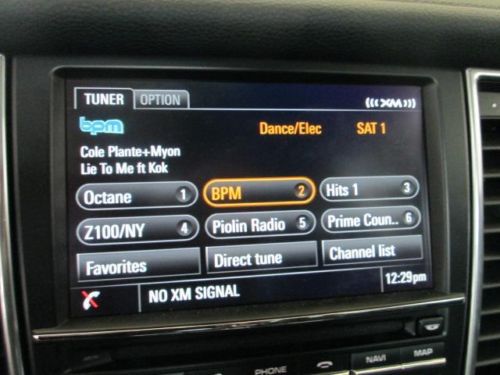 TUNER OPTION
(((XM)))
bpm
Dance/Elec SAT 1
Cole Plante+Myon
Lie To Me ft Kok
Octane 1 BPM 2 Hits 1 3
Z100/NY 4 Piolin Radio 5 Prime Coun.. 6
Favorites Direct tune Channel list
12:29pm
NO XM SIGNAL
PHONE NAVI MAP